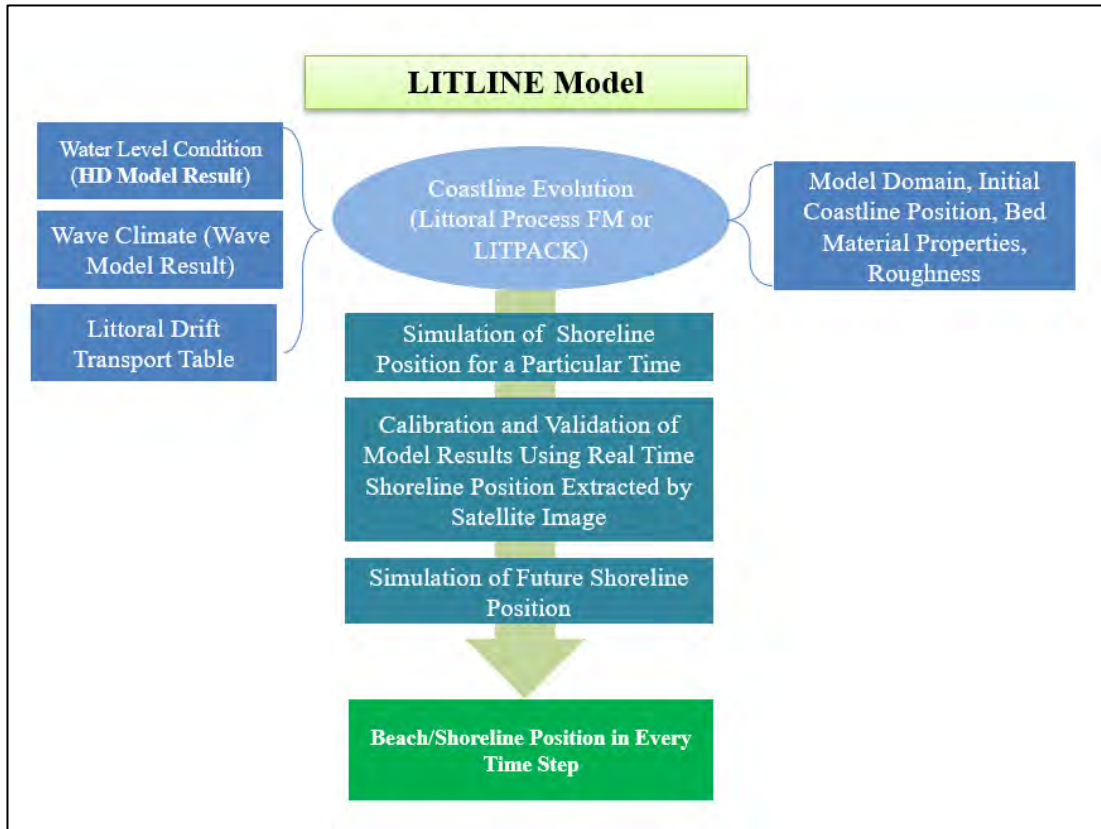 LITLINE Model
Water Level Condition
(HD Model Result)
Wave Climate (Wave
Model Result)
Littoral Drift
Transport Table
Coastline Evolution
(Littoral Process FM or
LITPACK)
Model Domain, Initial
Coastline Position, Bed
Material Properties,
Roughness
Simulation of Shoreline
Position for a Particular Time
Calibration and Validation of
Model Results Using Real Time
Shoreline Position Extracted by
Satellite Image
Simulation of Future Shoreline
Position
Beach/Shoreline Position in Every
Time Step